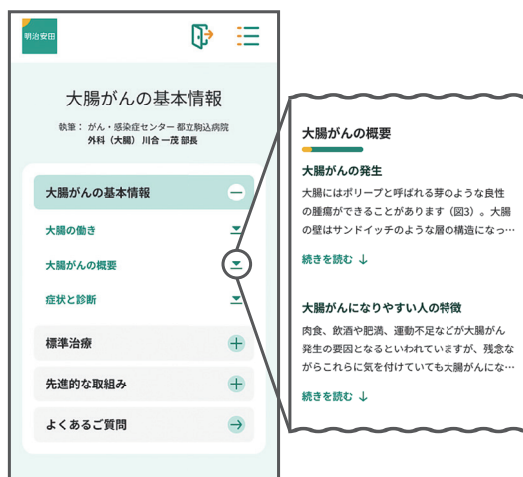 明治安田
大腸がんの基本情報
執筆： がん・感染症センター 都立駒込病院
外科（大腸） 川合 一茂 部長
大腸がんの基本情報
大腸の働き
大腸がんの概要
症状と診断
標準治療
先進的な取組み
よくあるご質問
大腸がんの概要
大腸がんの発生
大腸にはポリープと呼ばれる芽のような良性
の腫瘍ができることがあります（図3）。大腸
の壁はサンドイッチのような層の構造になっ…
続きを読む ↓
大腸がんになりやすい人の特徴
肉食、飲酒や肥満、運動不足などが大腸がん
発生の要因となるといわれていますが、残念な
がらこれらに気を付けていても大腸がんにな…
続きを読む ↓